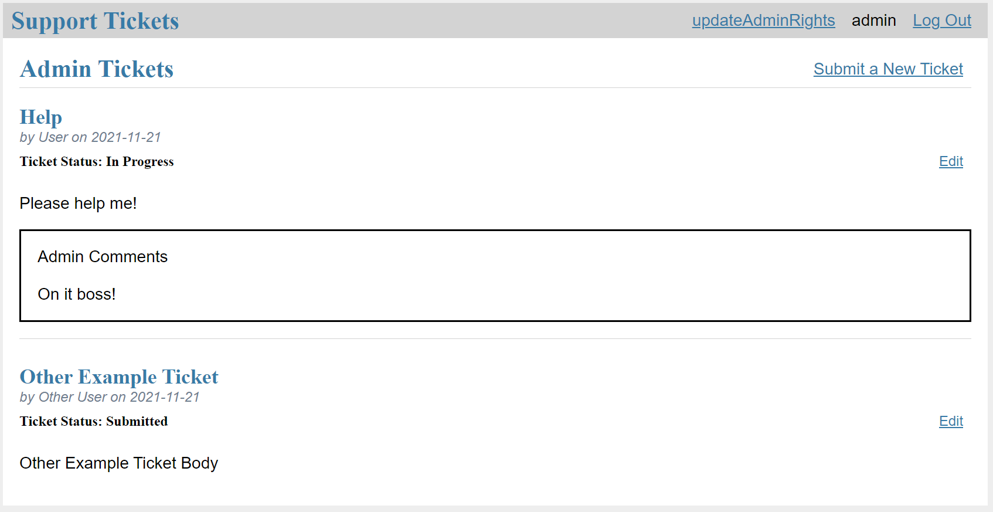 Support Tickets updateAdminRights admin Log Out
Admin Tickets Submit a New Ticket
Help
by User on 2021-11-21
Ticket Status: In Progress Edit
Please help me!
Admin Comments
On it boss!
Other Example Ticket
by Other User on 2021-11-21
Ticket Status: Submitted Edit
Other Example Ticket Body